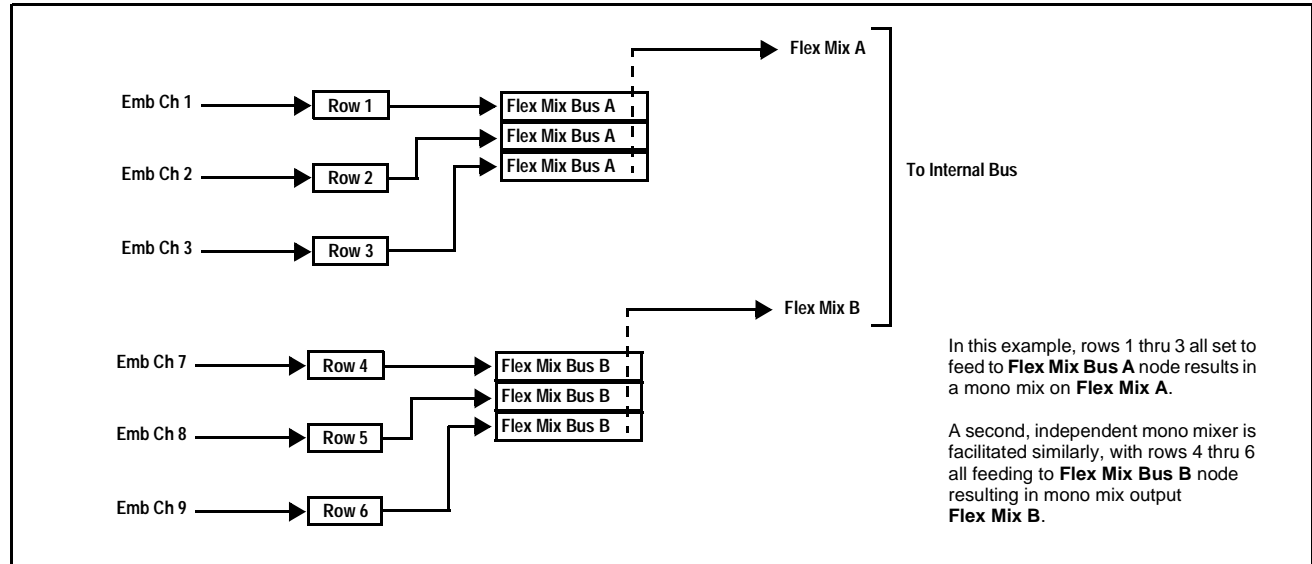 Flex Mix A
Emb Ch 1
Row 1
Flex Mix Bus A
Flex Mix Bus A
Emb Ch 2
Row 2
Flex Mix Bus A
To Internal Bus
Emb Ch 3
Row 3
Flex Mix B
Emb Ch 7
Row 4
Flex Mix Bus B
Flex Mix Bus B
Emb Ch 8
Row 5
Flex Mix Bus B
Emb Ch 9
Row 6
In this example, rows 1 thru 3 all set to
feed to Flex Mix Bus A node results in
a mono mix on Flex Mix A.
A second, independent mono mixer is
facilitated similarly, with rows 4 thru 6
all feeding to Flex Mix Bus B node
resulting in mono mix output
Flex Mix B.